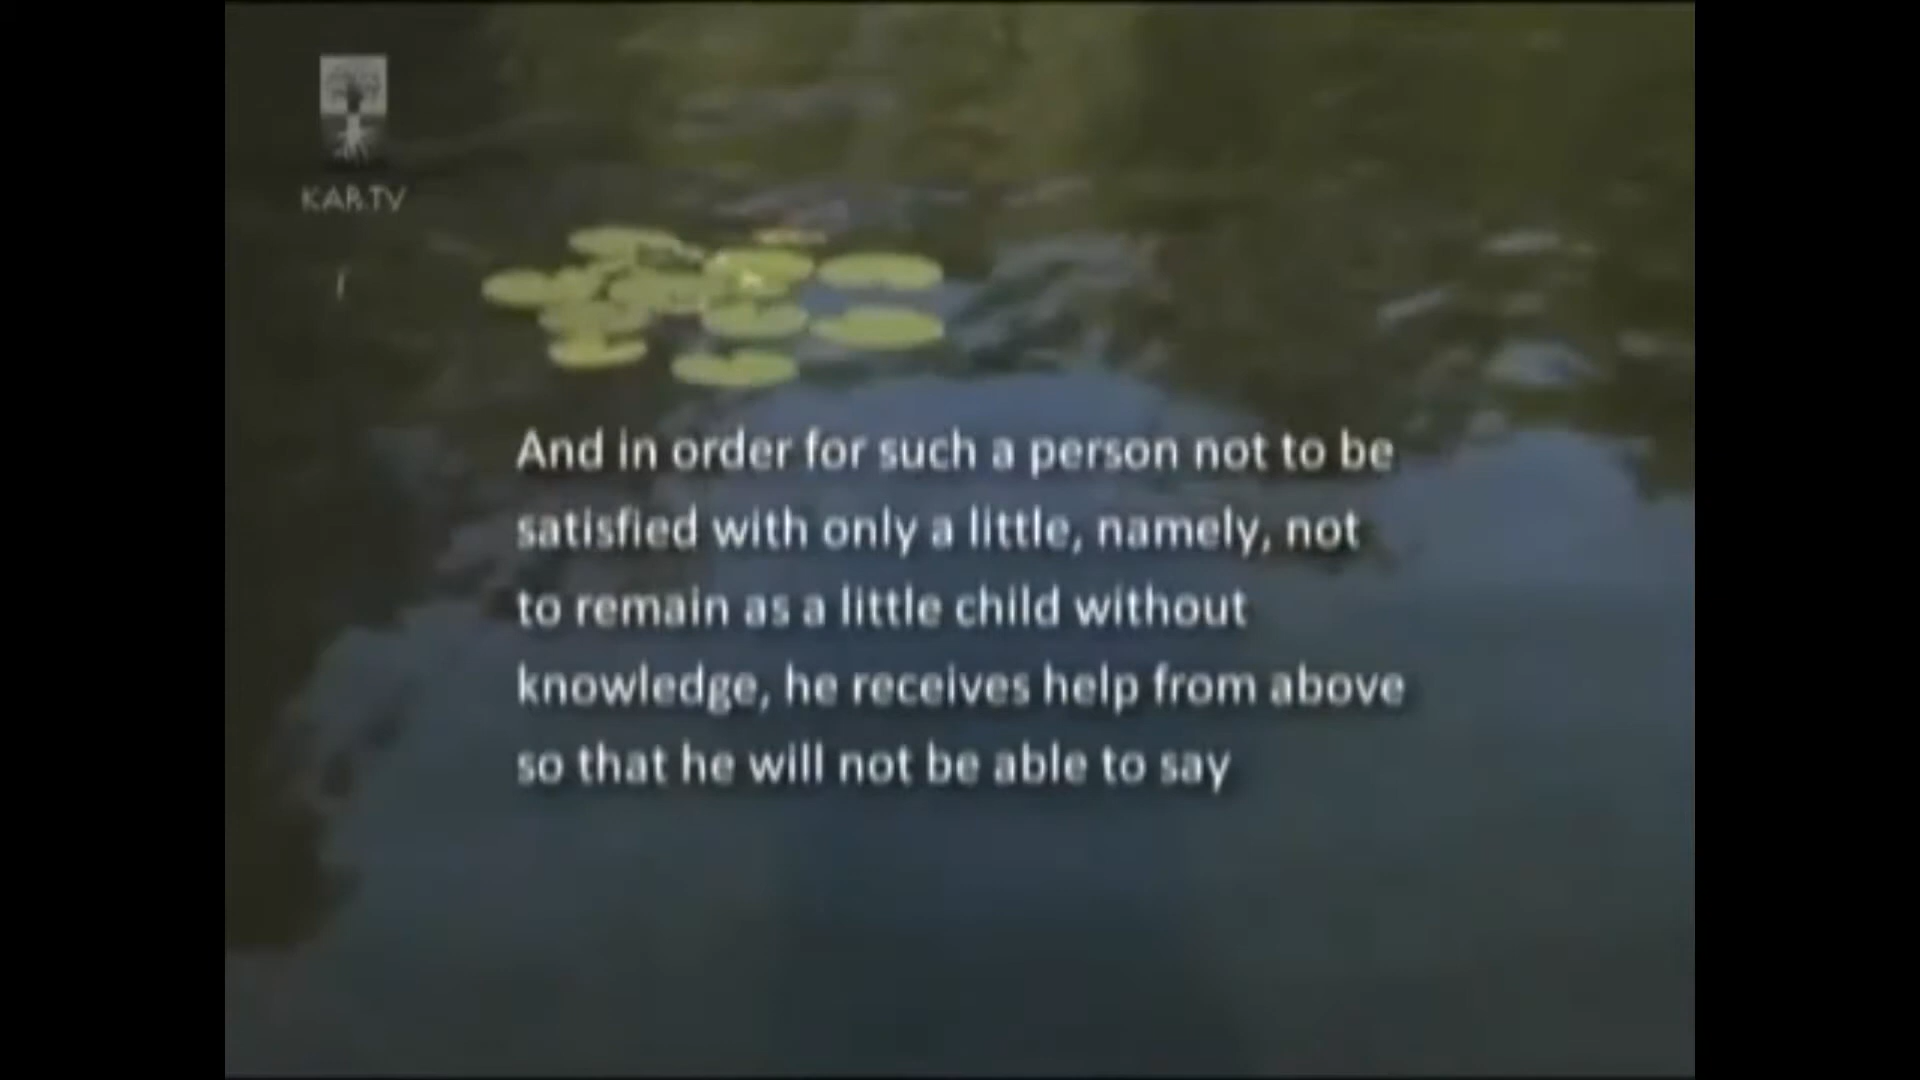 KAB.TV
And in order for such a person not to be
satisfied with only a little, namely, not
to remain as a little child without
knowledge, he receives help from above
so that he will not be able to say